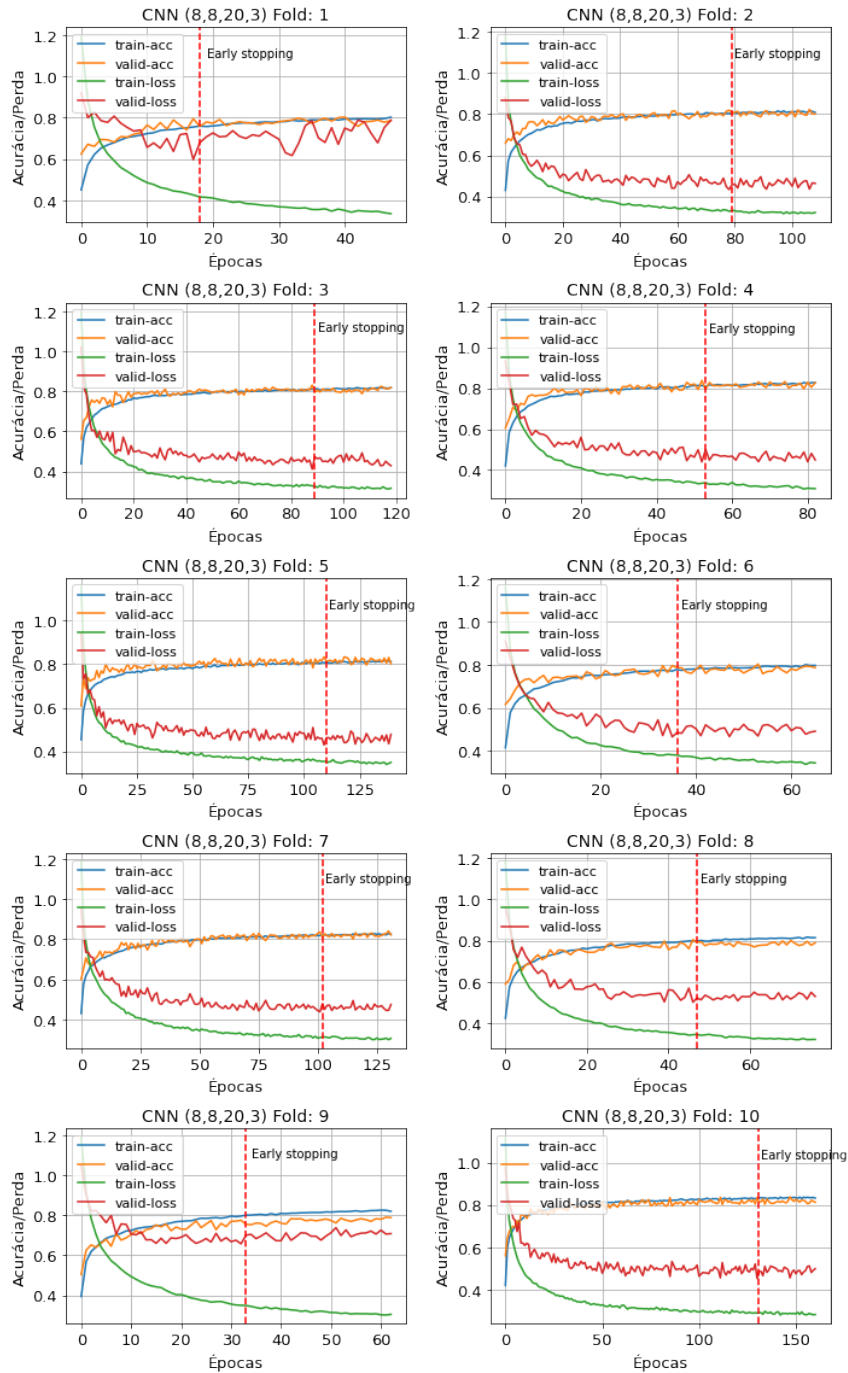 CNN (8,8,20,3) Fold: 1
1.2
1.0
0.8
0.6
0.4
Acurácia/Perda
train-acc
valid-acc
train-loss
valid-loss
Early stopping
0 10 20 30 40
Épocas
CNN (8,8,20,3) Fold: 2
1.2
1.0
0.8
0.6
0.4
Acurácia/Perda
train-acc
valid-acc
train-loss
valid-loss
Early stopping
0 20 40 60 80 100
Épocas
CNN (8,8,20,3) Fold: 3
1.2
1.0
0.8
0.6
0.4
Acurácia/Perda
train-acc
valid-acc
train-loss
valid-loss
Early stopping
0 20 40 60 80 100 120
Épocas
CNN (8,8,20,3) Fold: 4
1.2
1.0
0.8
0.6
0.4
Acurácia/Perda
train-acc
valid-acc
train-loss
valid-loss
Early stopping
0 20 40 60 80
Épocas
CNN (8,8,20,3) Fold: 5
1.0
0.8
0.6
0.4
Acurácia/Perda
train-acc
valid-acc
train-loss
valid-loss
Early stopping
0 25 50 75 100 125
Épocas
CNN (8,8,20,3) Fold: 6
1.2
1.0
0.8
0.6
0.4
Acurácia/Perda
train-acc
valid-acc
train-loss
valid-loss
Early stopping
0 20 40 60
Épocas
CNN (8,8,20,3) Fold: 7
1.2
1.0
0.8
0.6
0.4
Acurácia/Perda
train-acc
valid-acc
train-loss
valid-loss
Early stopping
0 25 50 75 100 125
Épocas
CNN (8,8,20,3) Fold: 8
1.2
1.0
0.8
0.6
0.4
Acurácia/Perda
train-acc
valid-acc
train-loss
valid-loss
Early stopping
0 20 40 60
Épocas
CNN (8,8,20,3) Fold: 9
1.2
1.0
0.8
0.6
0.4
Acurácia/Perda
train-acc
valid-acc
train-loss
valid-loss
Early stopping
0 10 20 30 40 50 60
Épocas
CNN (8,8,20,3) Fold: 10
1.0
0.8
0.6
0.4
Acurácia/Perda
train-acc
valid-acc
train-loss
valid-loss
Early stopping
0 50 100 150
Épocas